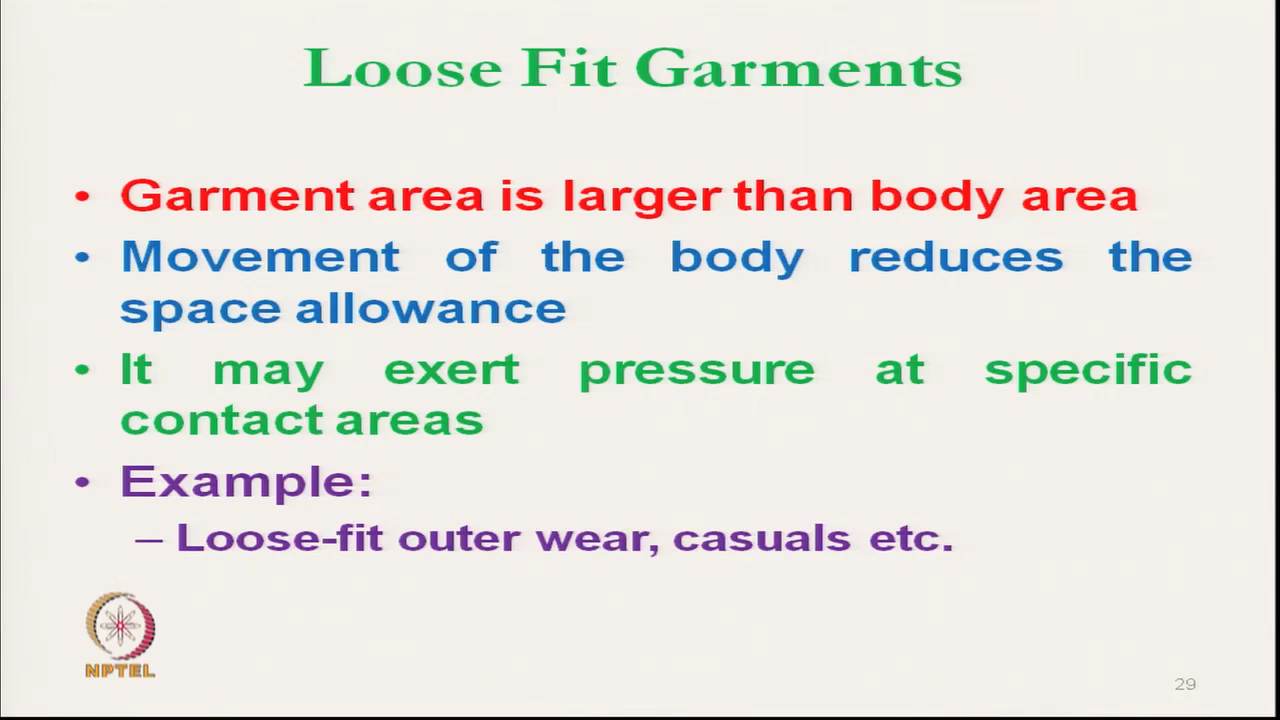 Loose Fit Garments
• Garment area is larger than body area
• Movement of the body reduces the
space allowance
• It may exert pressure at specific
contact areas
• Example:
– Loose-fit outer wear, casuals etc.
NPTEL
29